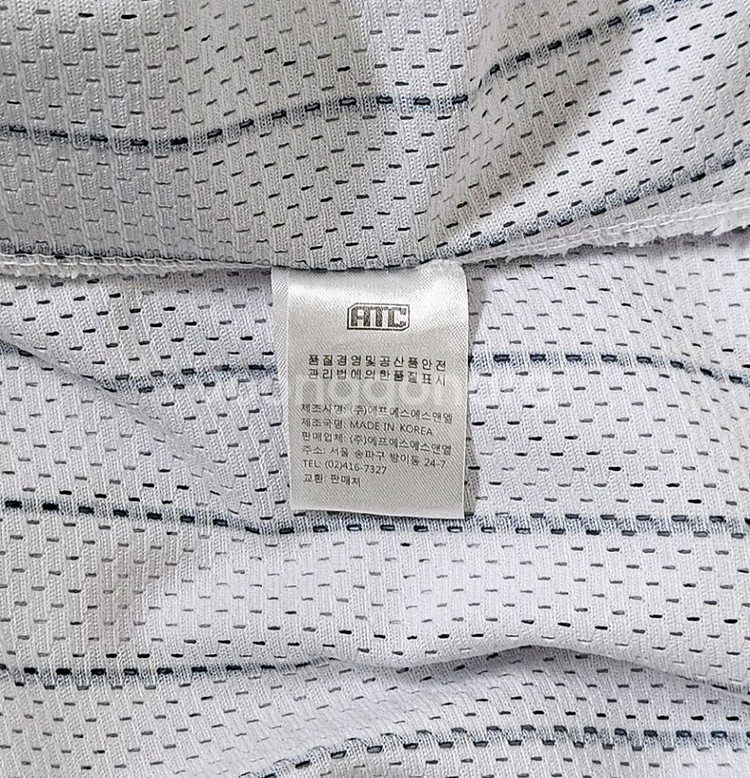 ATC
품질경영및공산품안전
관리법에의한품질표시
제조사명: (주)에프에스에스앤엘
제조국명: MADE IN KOREA
판매업체: (주)에프에스에스앤엘
주소: 서울 송파구 방이동 24-7
TEL: (02)416-7327
교환: 판매처